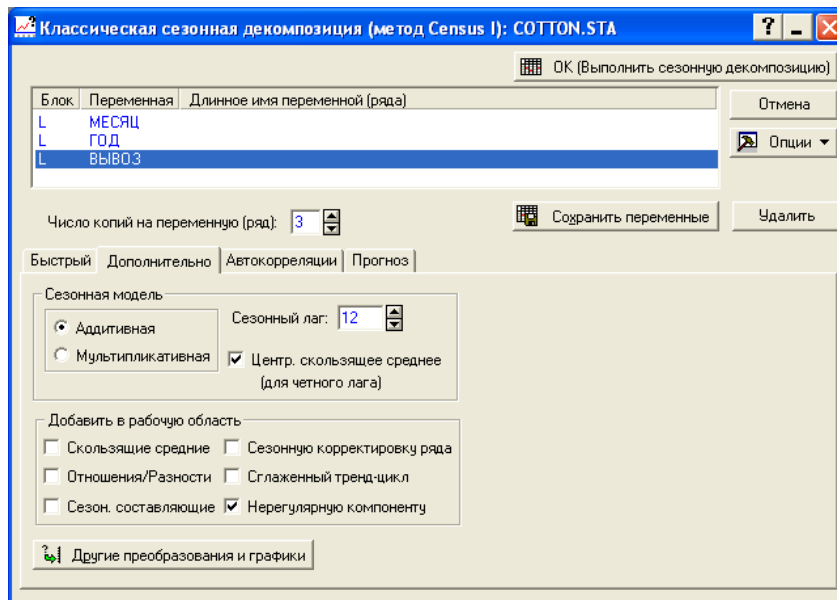 Классическая сезонная декомпозиция (метод Census I): COTTON.STA
ОК (Выполнить сезонную декомпозицию)
Блок Переменная Длинное имя переменной (ряда)
L МЕСЯЦ
L ГОД
L ВЫВОЗ
Отмена
Опции
Число копий на переменную (ряд): 3
Сохранить переменные
Удалить
Быстрый Дополнительно Автокорреляции Прогноз
Сезонная модель
Аддитивная
Мультипликативная
Сезонный лаг: 12
Центр. скользящее среднее
(для четного лага)
Добавить в рабочую область
Скользящие средние Сезонную корректировку ряда
Отношения/Разности Сглаженный тренд-цикл
Сезон. составляющие Нерегулярную компоненту
Другие преобразования и графики